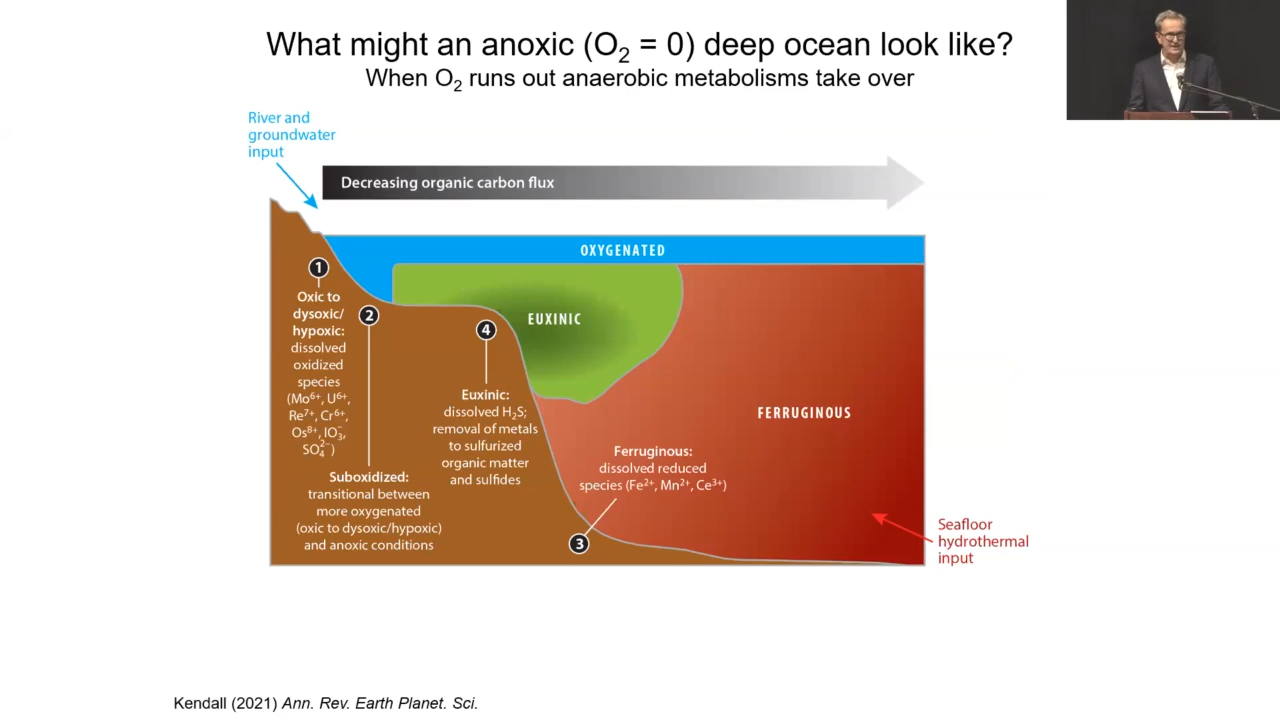 What might an anoxic (O₂ = 0) deep ocean look like?
When O₂ runs out anaerobic metabolisms take over
River and
groundwater
input
Decreasing organic carbon flux
OXYGENATED
1
Oxic to
dysoxic/
hypoxic:
dissolved
oxidized
species
(Mo⁶⁺, U⁶⁺,
Re⁷⁺, Cr⁶⁺,
Os⁸⁺, IO₃⁻,
SO₄²⁻)
2
Suboxidized:
transitional between
more oxygenated
(oxic to dysoxic/hypoxic)
and anoxic conditions
EUXINIC
4
Euxinic:
dissolved H₂S;
removal of metals
to sulfurized
organic matter
and sulfides
FERRUGINOUS
Ferruginous:
dissolved reduced
species (Fe²⁺, Mn²⁺, Ce³⁺)
3
Seafloor
hydrothermal
input
Kendall (2021) Ann. Rev. Earth Planet. Sci.